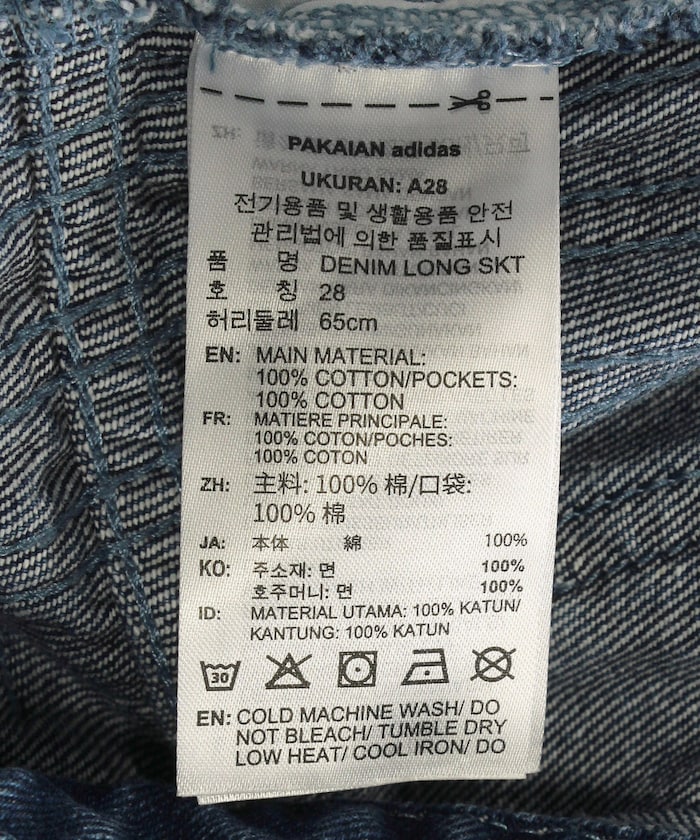 PAKAIAN adidas
UKURAN: A28
전기용품 및 생활용품 안전
관리법에 의한 품질표시
품 명 DENIM LONG SKT
호 칭 28
허리둘레 65cm
EN: MAIN MATERIAL:
100% COTTON/POCKETS:
100% COTTON
FR: MATIERE PRINCIPALE:
100% COTON/POCHES:
100% COTON
ZH: 主料: 100% 棉/口袋:
100% 棉
JA: 本体 綿 100%
KO: 주소재: 면 100%
호주머니: 면 100%
ID: MATERIAL UTAMA: 100% KATUN/
KANTUNG: 100% KATUN
30
EN: COLD MACHINE WASH/ DO
NOT BLEACH/ TUMBLE DRY
LOW HEAT/ COOL IRON/ DO